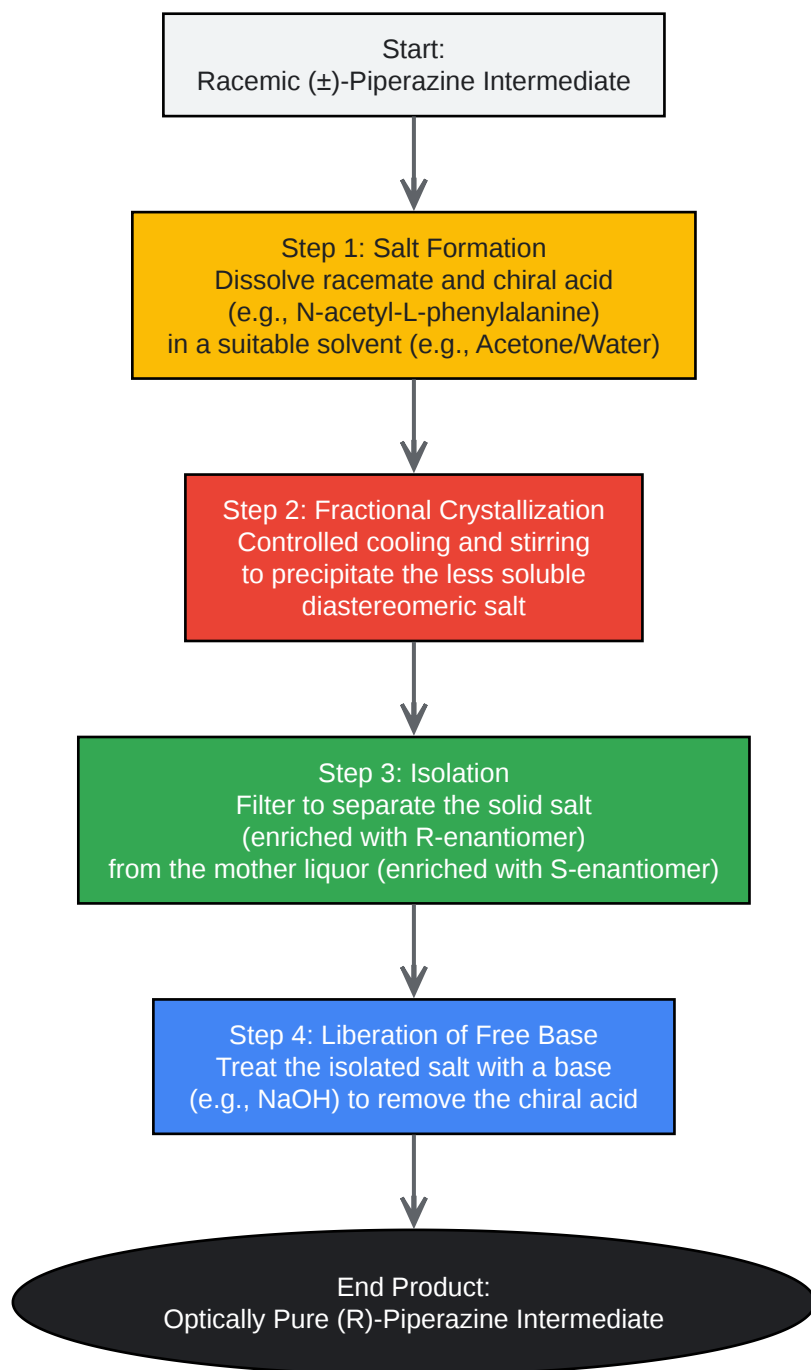 Start:
Racemic (±)-Piperazine Intermediate
Step 1: Salt Formation
Dissolve racemate and chiral acid
(e.g., N-acetyl-L-phenylalanine)
in a suitable solvent (e.g., Acetone/Water)
Step 2: Fractional Crystallization
Controlled cooling and stirring
to precipitate the less soluble
diastereomeric salt
Step 3: Isolation
Filter to separate the solid salt
(enriched with R-enantiomer)
from the mother liquor (enriched with S-enantiomer)
Step 4: Liberation of Free Base
Treat the isolated salt with a base
(e.g., NaOH) to remove the chiral acid
End Product:
Optically Pure (R)-Piperazine Intermediate